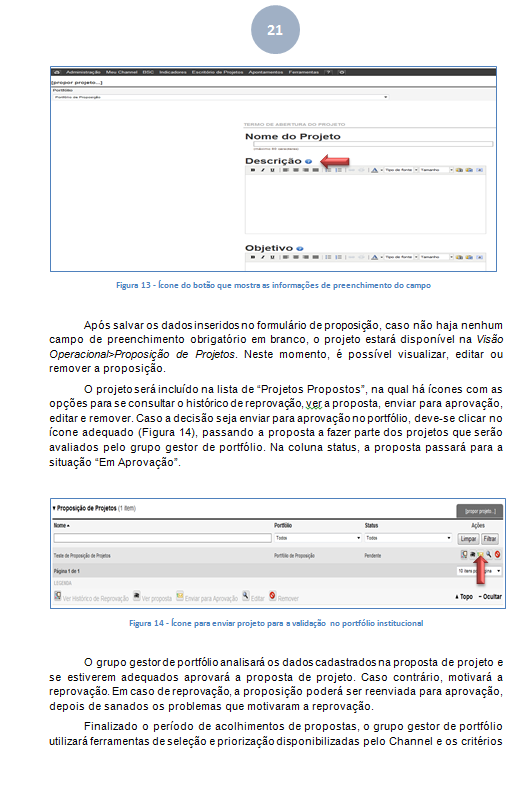 21
Administração Meu Channel BSC Indicadores Escritório de Projetos Apontamentos Ferramentas
[propor projeto...]
Portfólio
Portfólio de Proposição
TERMO DE ABERTURA DO PROJETO
Nome do Projeto
Descrição
Tipo de fonte Tamanho
Objetivo
Tipo de fonte Tamanho
Figura 13 - Ícone do botão que mostra as informações de preenchimento do campo
Após salvar os dados inseridos no formulário de proposição, caso não haja nenhum
campo de preenchimento obrigatório em branco, o projeto estará disponível na Visão
Operacional>Proposição de Projetos. Neste momento, é possível visualizar, editar ou
remover a proposição.
O projeto será incluído na lista de “Projetos Propostos”, na qual há ícones com as
opções para se consultar o histórico de reprovação, ver a proposta, enviar para aprovação,
editar e remover. Caso a decisão seja enviar para aprovação no portfólio, deve-se clicar no
ícone adequado (Figura 14), passando a proposta a fazer parte dos projetos que serão
avaliados pelo grupo gestor de portfólio. Na coluna status, a proposta passará para a
situação “Em Aprovação”.
▾ Proposição de Projetos (1 item) [propor projeto...]
Nome Portfólio Status Ações
Todos Todos Limpar Filtrar
Teste de Proposição de Projetos Portfólio de Proposição Pendente
Página 1 de 1 10 itens por página
LEGENDA
Ver Histórico de Reprovação Ver proposta Enviar para Aprovação Editar Remover ▴ Topo − Ocultar
Figura 14 - Ícone para enviar projeto para a validação no portfólio institucional
O grupo gestor de portfólio analisará os dados cadastrados na proposta de projeto e
se estiverem adequados aprovará a proposta de projeto. Caso contrário, motivará a
reprovação. Em caso de reprovação, a proposição poderá ser reenviada para aprovação,
depois de sanados os problemas que motivaram a reprovação.
Finalizado o período de acolhimentos de propostas, o grupo gestor de portfólio
utilizará ferramentas de seleção e priorização disponibilizadas pelo Channel e os critérios